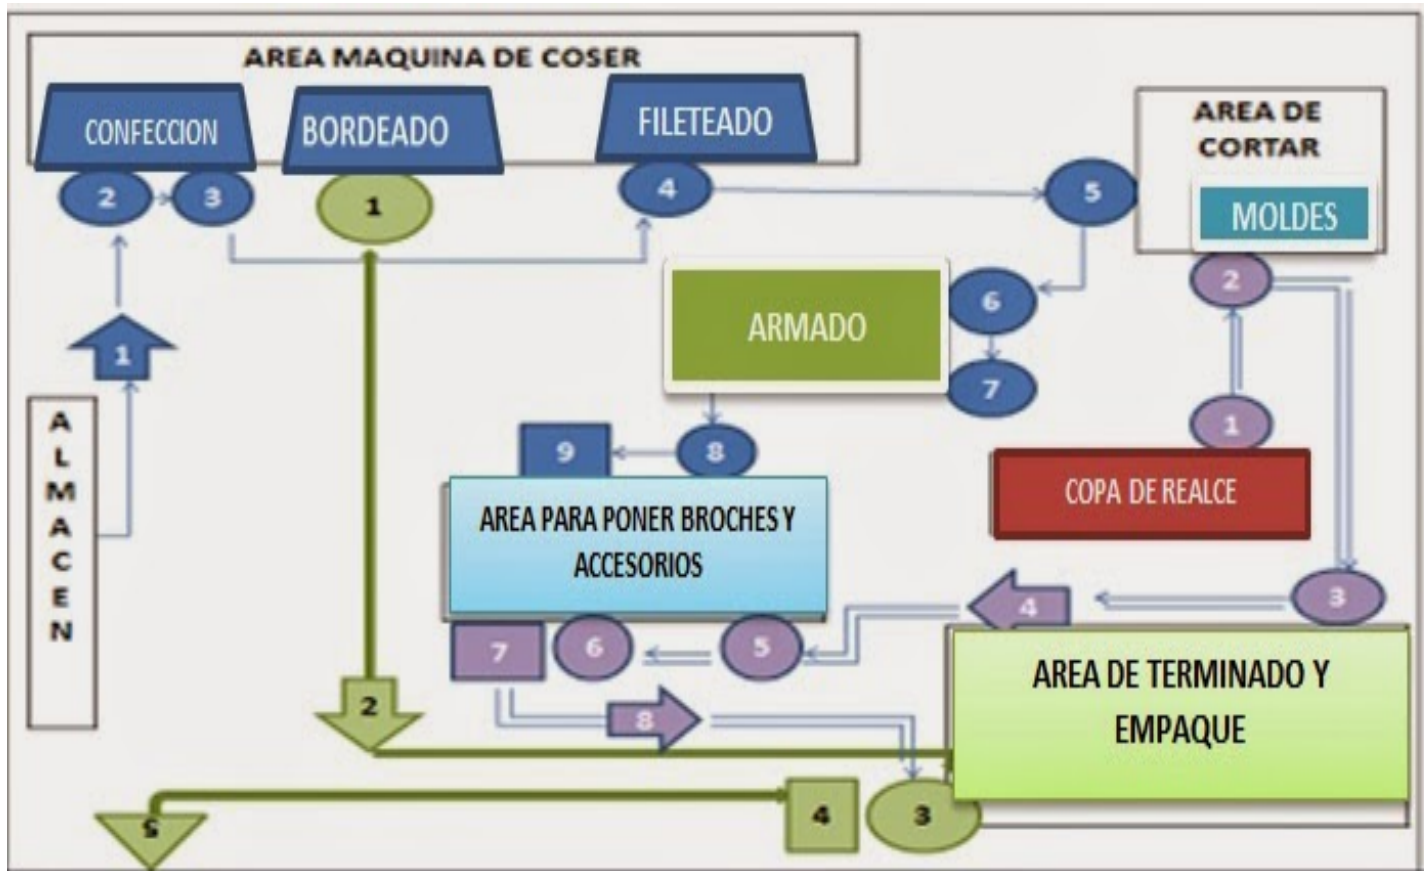 AREA MAQUINA DE COSER
CONFECCION
BORDEADO
FILETEADO
AREA DE
CORTAR
MOLDES
2
3
1
4
5
2
ARMADO
6
1
7
1
ALMACEN
9
8
COPA DE REALCE
AREA PARA PONER BROCHES Y
ACCESORIOS
4
3
7
6
5
AREA DE TERMINADO Y
EMPAQUE
2
8
4
3
5